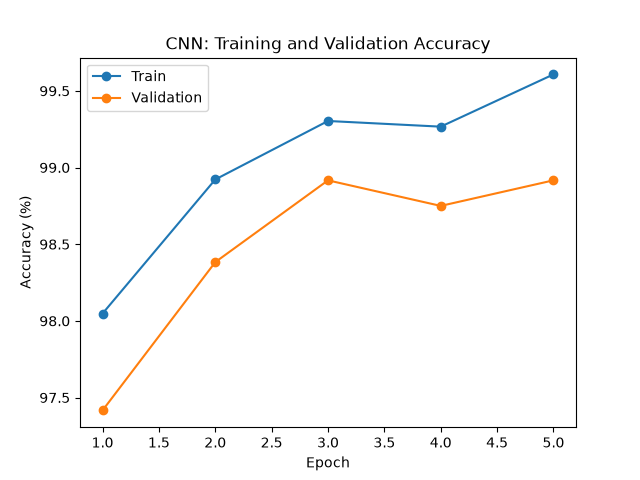 CNN: Training and Validation Accuracy
Train
Validation
99.5
99.0
98.5
98.0
97.5
Accuracy (%)
1.0 1.5 2.0 2.5 3.0 3.5 4.0 4.5 5.0
Epoch